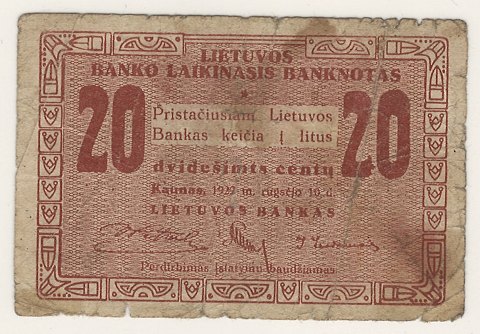 LIETUVOS
BANKO LAIKINASIS BANKNOTAS
20
Pristačiusiam Lietuvos
Bankas keičia į litus
20
dvidešimts centų
Kaunas, 1922 m. rugsėjo 10 d.
LIETUVOS BANKAS
Perdirbimas įstatymu baudžiamas